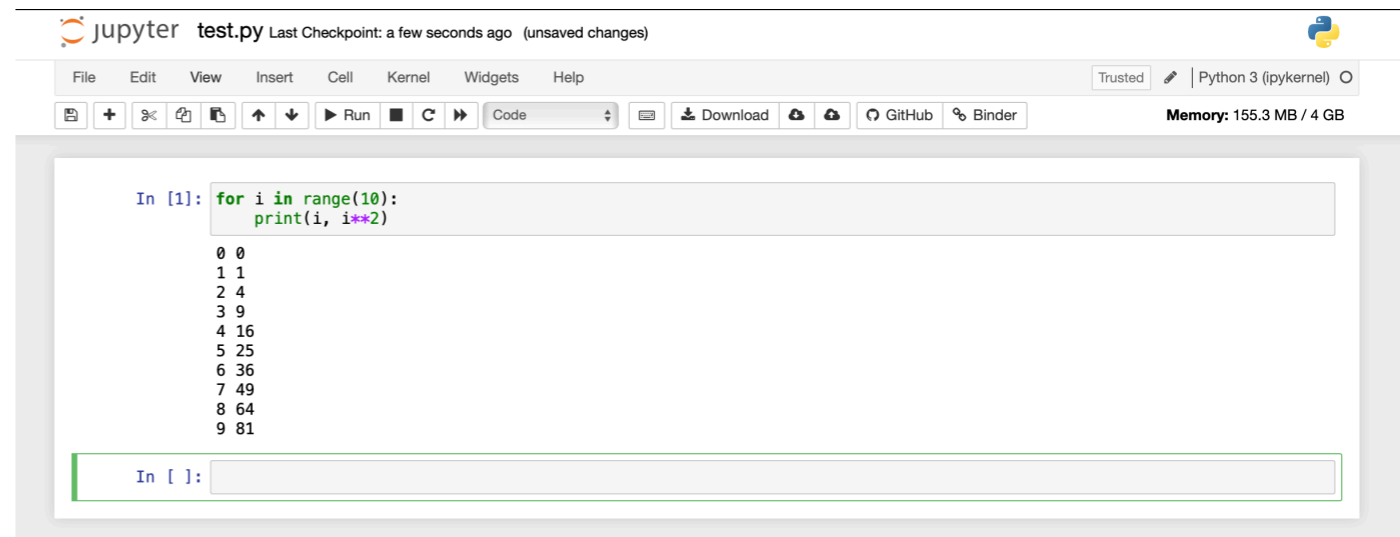 jupyter test.py Last Checkpoint: a few seconds ago (unsaved changes)
File Edit View Insert Cell Kernel Widgets Help Trusted Python 3 (ipykernel)
Run Code Download GitHub Binder Memory: 155.3 MB / 4 GB
In [1]: for i in range(10):
    print(i, i**2)
0 0
1 1
2 4
3 9
4 16
5 25
6 36
7 49
8 64
9 81
In [ ]: